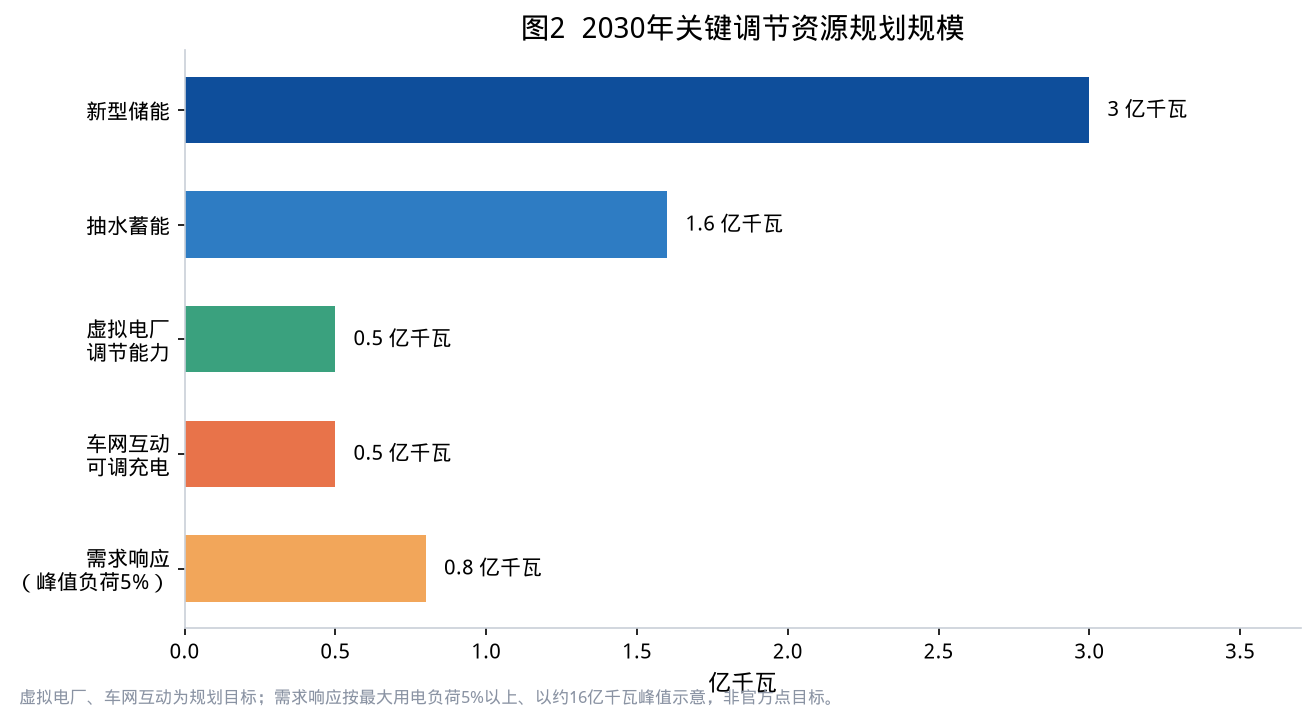 图2 2030年关键调节资源规划规模
新型储能
3 亿千瓦
抽水蓄能
1.6 亿千瓦
虚拟电厂
调节能力
0.5 亿千瓦
车网互动
可调充电
0.5 亿千瓦
需求响应
（峰值负荷5%）
0.8 亿千瓦
0.0 0.5 1.0 1.5 2.0 2.5 3.0 3.5
亿千瓦
虚拟电厂、车网互动为规划目标；需求响应按最大用电负荷5%以上、以约16亿千瓦峰值示意，非官方点目标。